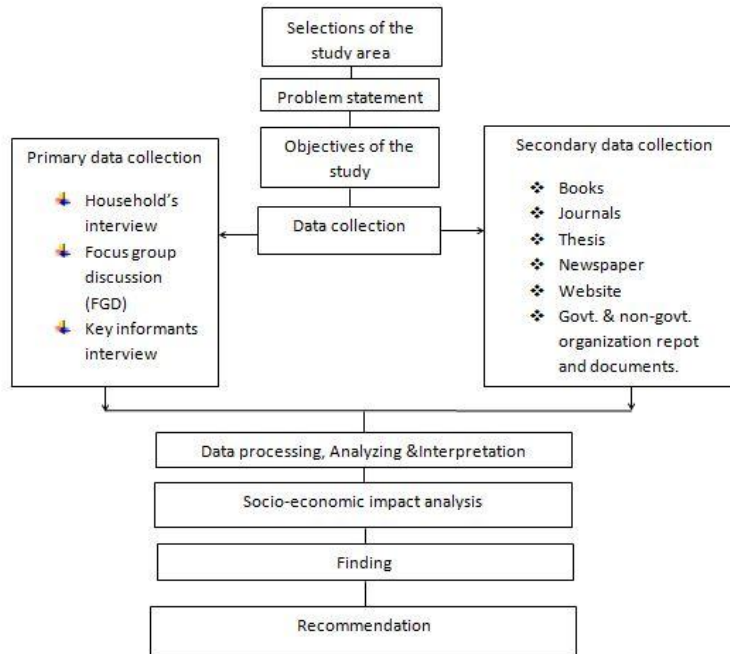 Selections of the
study area
Problem statement
Objectives of the
study
Data collection
Primary data collection
Household's
interview
Focus group
discussion
(FGD)
Key informants
interview
Secondary data collection
Books
Journals
Thesis
Newspaper
Website
Govt. & non-govt.
organization repot
and documents.
Data processing, Analyzing &Interpretation
Socio-economic impact analysis
Finding
Recommendation